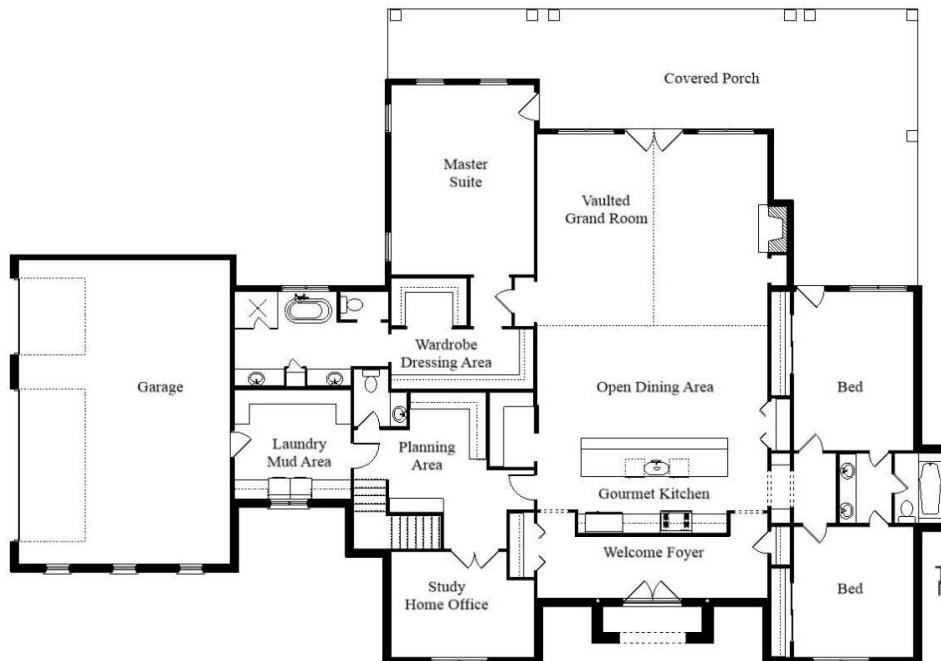 Covered Porch
Master
Suite
Vaulted
Grand Room
Wardrobe
Dressing Area
Garage
Open Dining Area
Bed
Laundry
Mud Area
Planning
Area
Gourmet Kitchen
Welcome Foyer
Study
Home Office
Bed